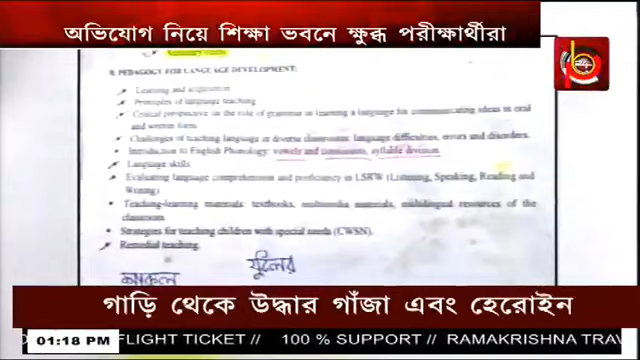 অভিযোগ নিয়ে শিক্ষা ভবনে ক্ষুব্ধ পরীক্ষার্থীরা
B. PEDAGOGY FOR LANGUAGE DEVELOPMENT:
Learning and acquisition
Principles of language teaching
Critical perspective on the role of grammar in learning a language for communicating ideas in oral
and written form.
Challenges of teaching language in diverse classrooms: language difficulties, errors and disorders.
Introduction to English Phonology: vowels and consonants, syllable division
Language skills
Evaluating language comprehension and proficiency in LSRW (Listening, Speaking, Reading and
Writing)
Teaching-learning materials: textbooks, multimedia materials, multilingual resources of the
classroom
Strategies for teaching children with special needs (CWSN).
Remedial teaching.
গাড়ি থেকে উদ্ধার গাঁজা এবং হেরোইন
01:18 PM FLIGHT TICKET // 100 % SUPPORT // RAMAKRISHNA TRAV